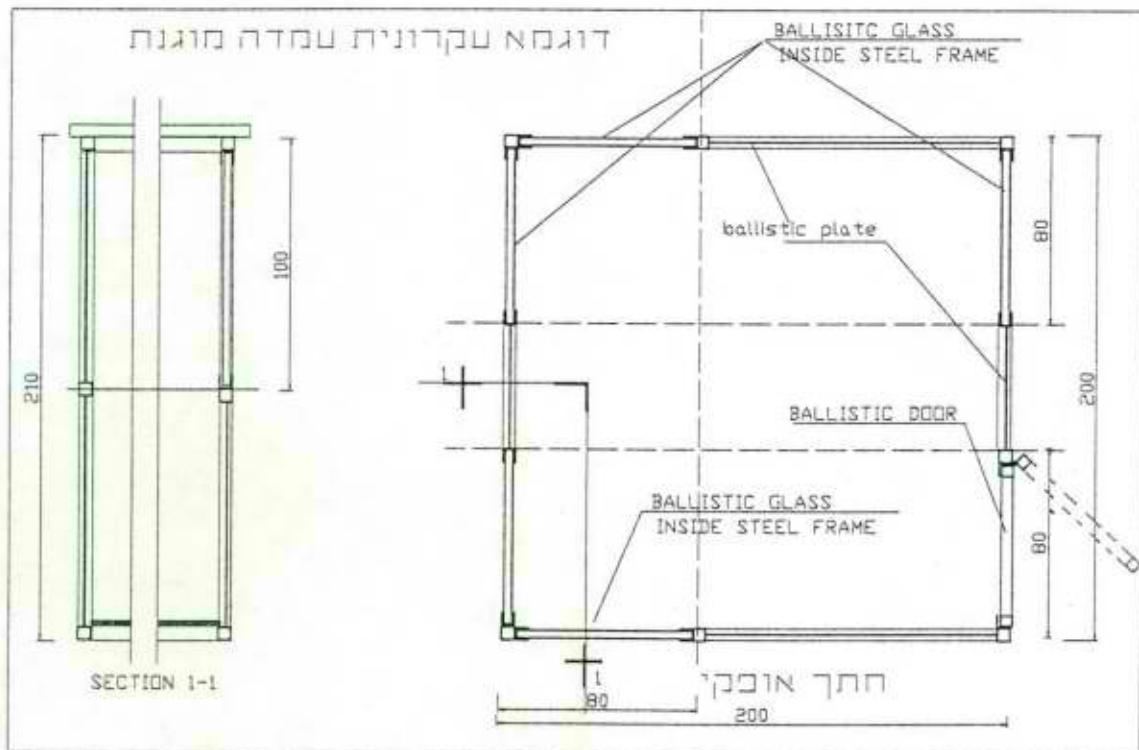 דוגמא עקרונית עמדה מוגנת
BALLISITC GLASS
INSIDE STEEL FRAME
100
80
ballistic plate
210
200
BALLISTIC DOOR
BALLISTIC GLASS
INSIDE STEEL FRAME
80
SECTION 1-1
1
1
חתך אופקי
80
200